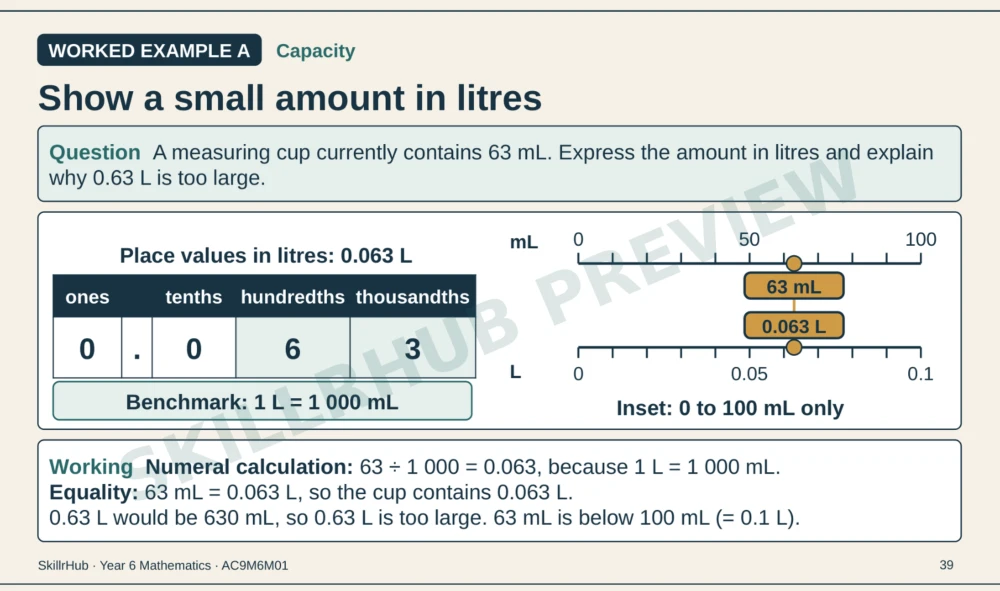 WORKED EXAMPLE A Capacity
Show a small amount in litres
Question A measuring cup currently contains 63 mL. Express the amount in litres and explain
why 0.63 L is too large.
Place values in litres: 0.063 L
ones tenths hundredths thousandths
0 . 0 6 3
Benchmark: 1 L = 1 000 mL
mL 0 50 100
63 mL
0.063 L
L 0 0.05 0.1
Inset: 0 to 100 mL only
Working Numeral calculation: 63 ÷ 1 000 = 0.063, because 1 L = 1 000 mL.
Equality: 63 mL = 0.063 L, so the cup contains 0.063 L.
0.63 L would be 630 mL, so 0.63 L is too large. 63 mL is below 100 mL (= 0.1 L).
SKILLRHUB PREVIEW
SkillrHub · Year 6 Mathematics · AC9M6M01 39